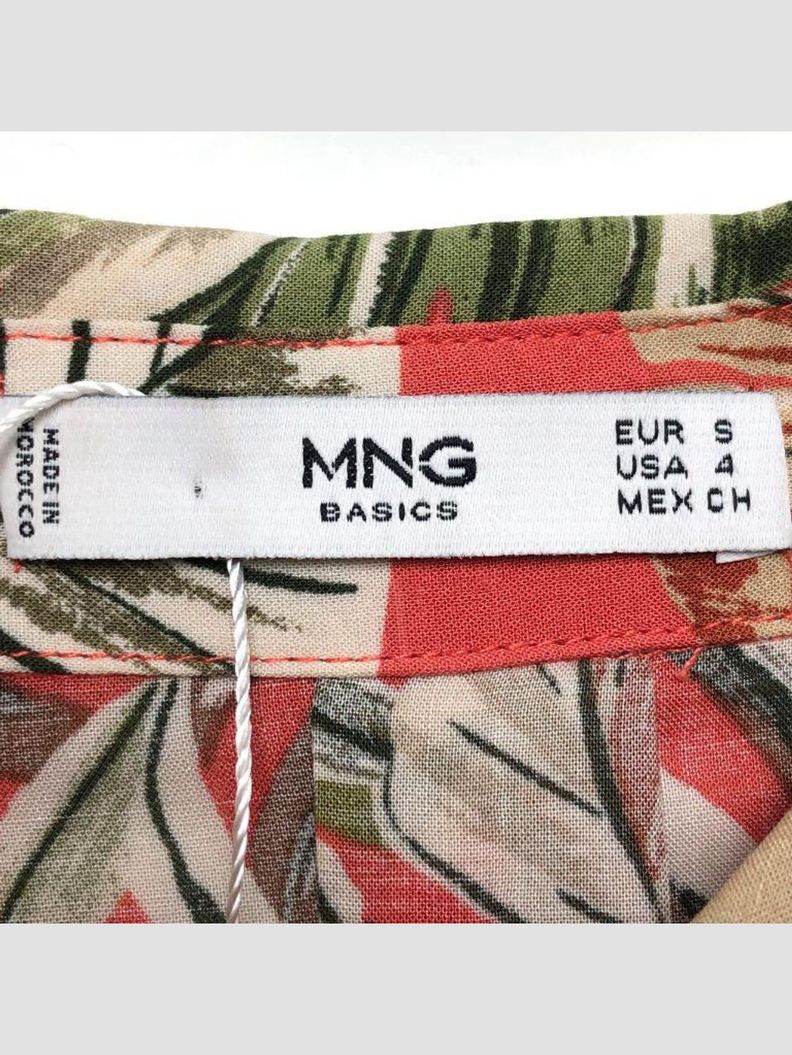 MADE IN
MOROCCO
MNG
BASICS
EUR S
USA 4
MEX CH